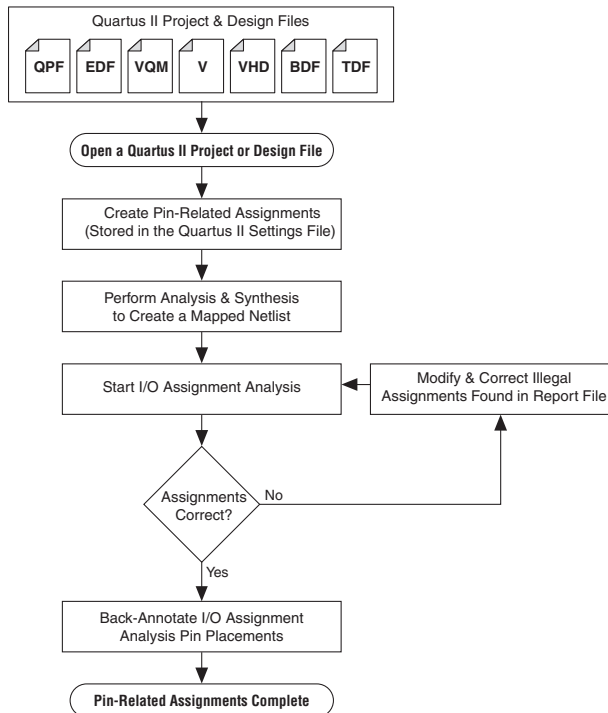 Quartus II Project & Design Files
QPF EDF VQM V VHD BDF TDF
Open a Quartus II Project or Design File
Create Pin-Related Assignments
(Stored in the Quartus II Settings File)
Perform Analysis & Synthesis
to Create a Mapped Netlist
Start I/O Assignment Analysis
Modify & Correct Illegal
Assignments Found in Report File
Assignments
Correct?
No
Yes
Back-Annotate I/O Assignment
Analysis Pin Placements
Pin-Related Assignments Complete